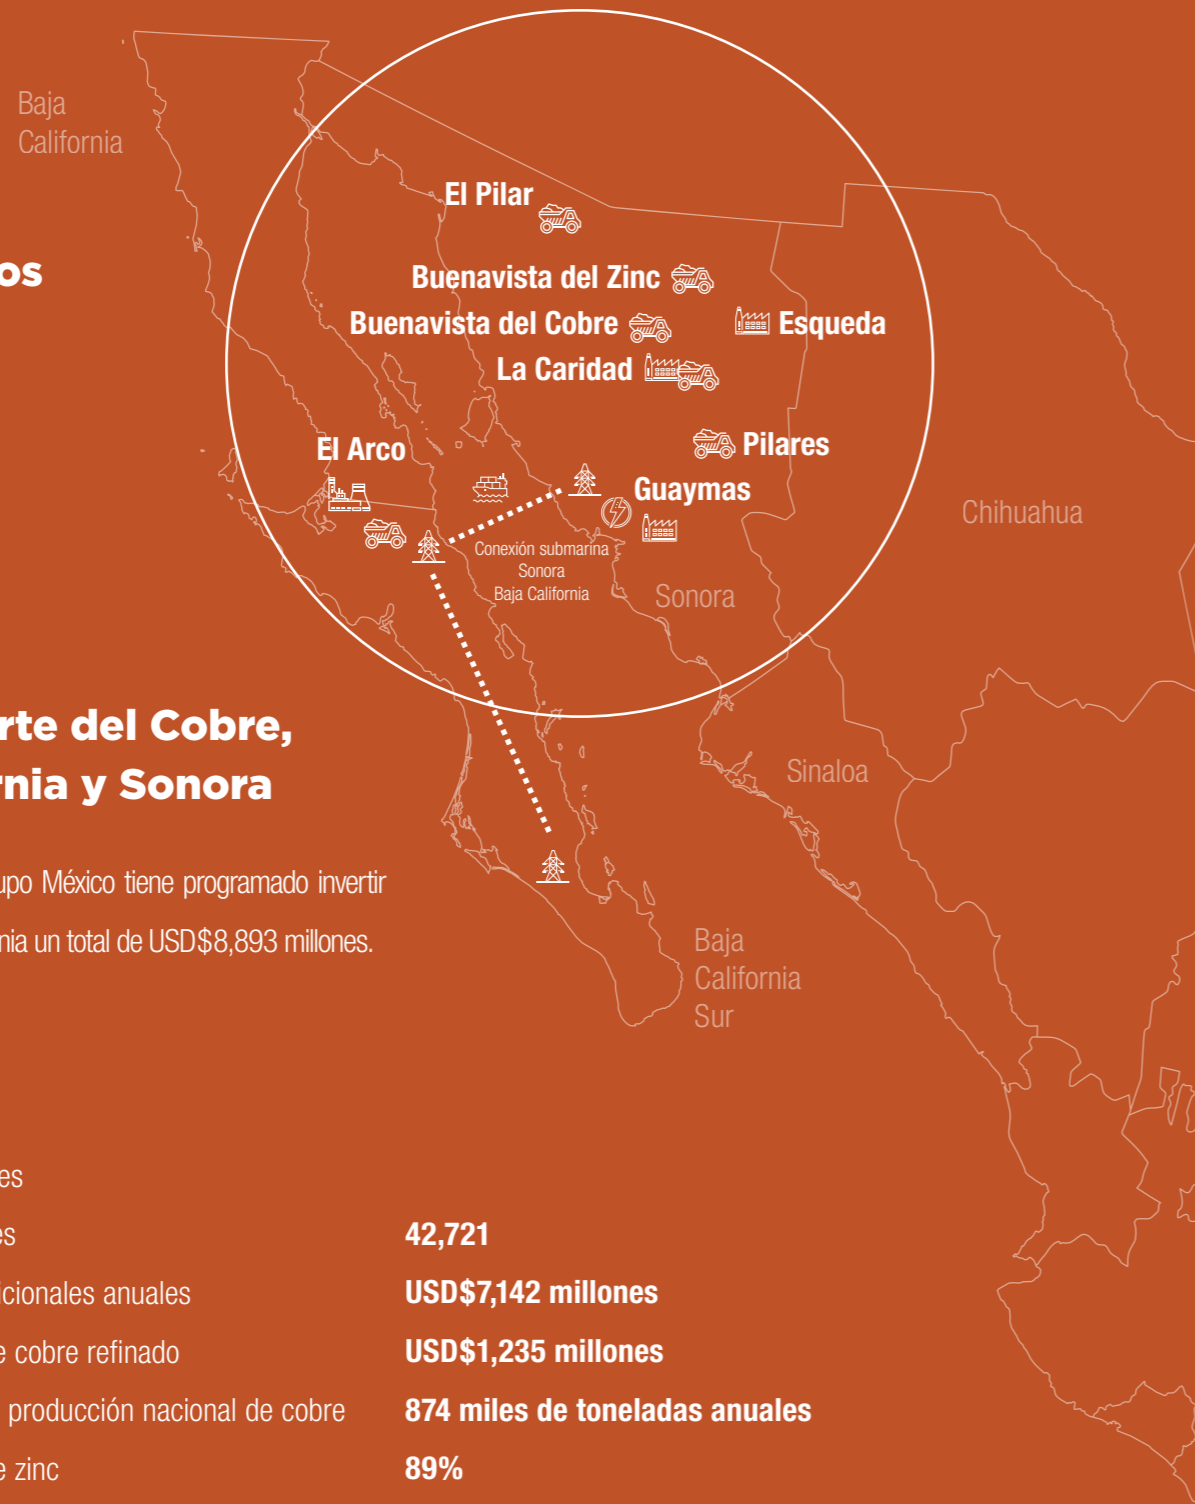 Baja
California
El Pilar
os
Buenavista del Zinc
Buenavista del Cobre
Esqueda
La Caridad
El Arco
Pilares
Guaymas
Chihuahua
Conexión submarina
Sonora
Baja California
Sonora
rte del Cobre,
rnia y Sonora
Sinaloa
upo México tiene programado invertir
nia un total de USD$8,893 millones.
Baja
California
Sur
es
es 42,721
icionales anuales USD$7,142 millones
e cobre refinado USD$1,235 millones
producción nacional de cobre 874 miles de toneladas anuales
e zinc 89%